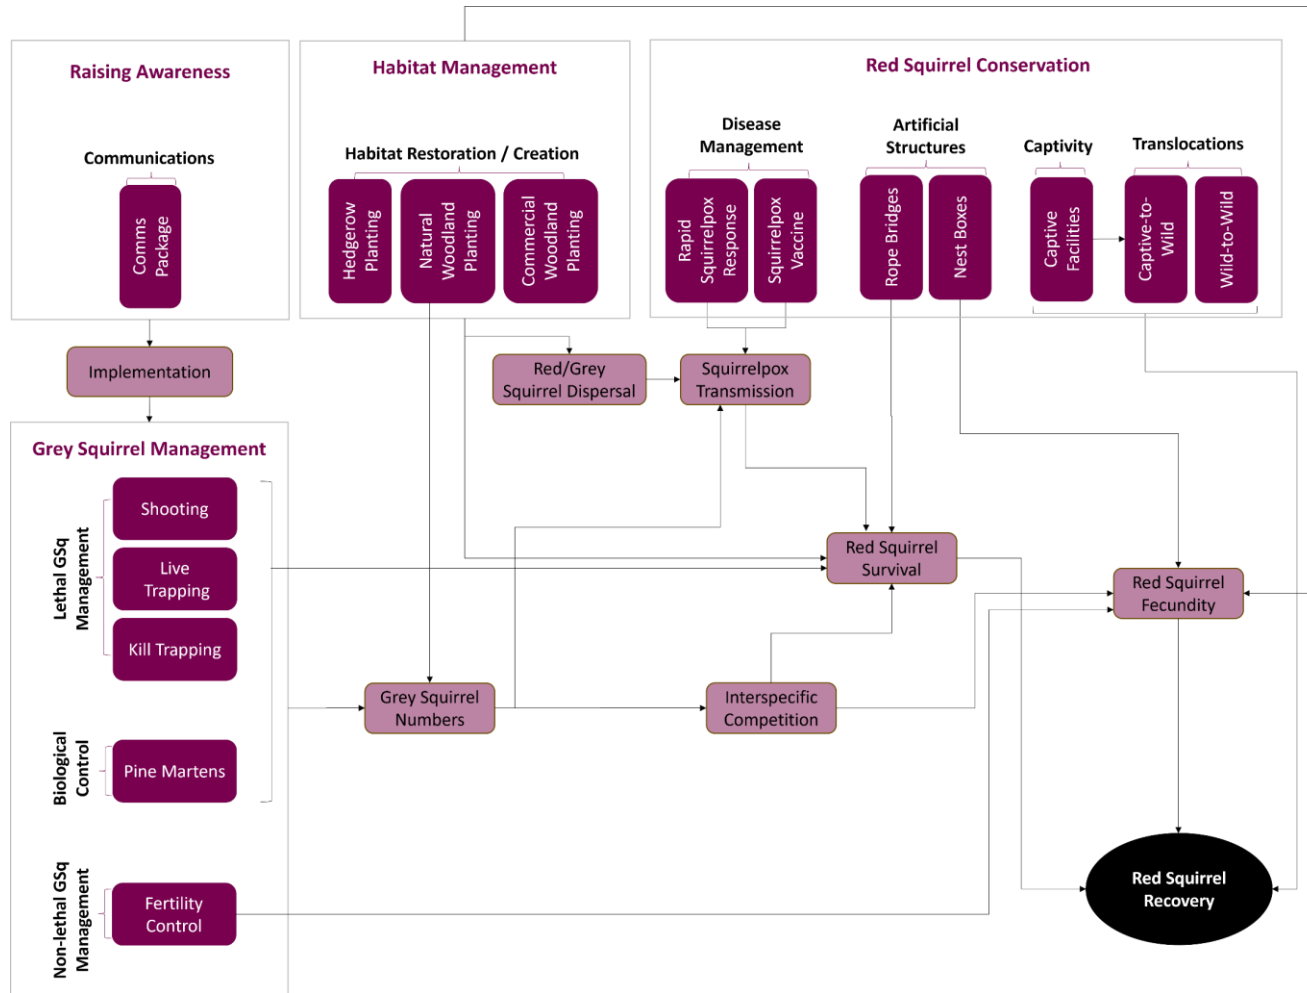 Raising Awareness
Communications
Comms
Package
Implementation
Habitat Management
Habitat Restoration / Creation
Hedgerow
Planting
Natural
Woodland
Planting
Commercial
Woodland
Planting
Red Squirrel Conservation
Disease
Management
Rapid
Squirrelpox
Response
Squirrelpox
Vaccine
Artificial
Structures
Rope Bridges
Nest Boxes
Captivity
Captive
Facilities
Translocations
Captive-to-
Wild
Wild-to-Wild
Red/Grey
Squirrel Dispersal
Squirrelpox
Transmission
Grey Squirrel Management
Lethal GSq
Management
Shooting
Live
Trapping
Kill Trapping
Biological
Control
Pine Martens
Non-lethal GSq
Management
Fertility
Control
Red Squirrel
Survival
Red Squirrel
Fecundity
Grey Squirrel
Numbers
Interspecific
Competition
Red Squirrel
Recovery